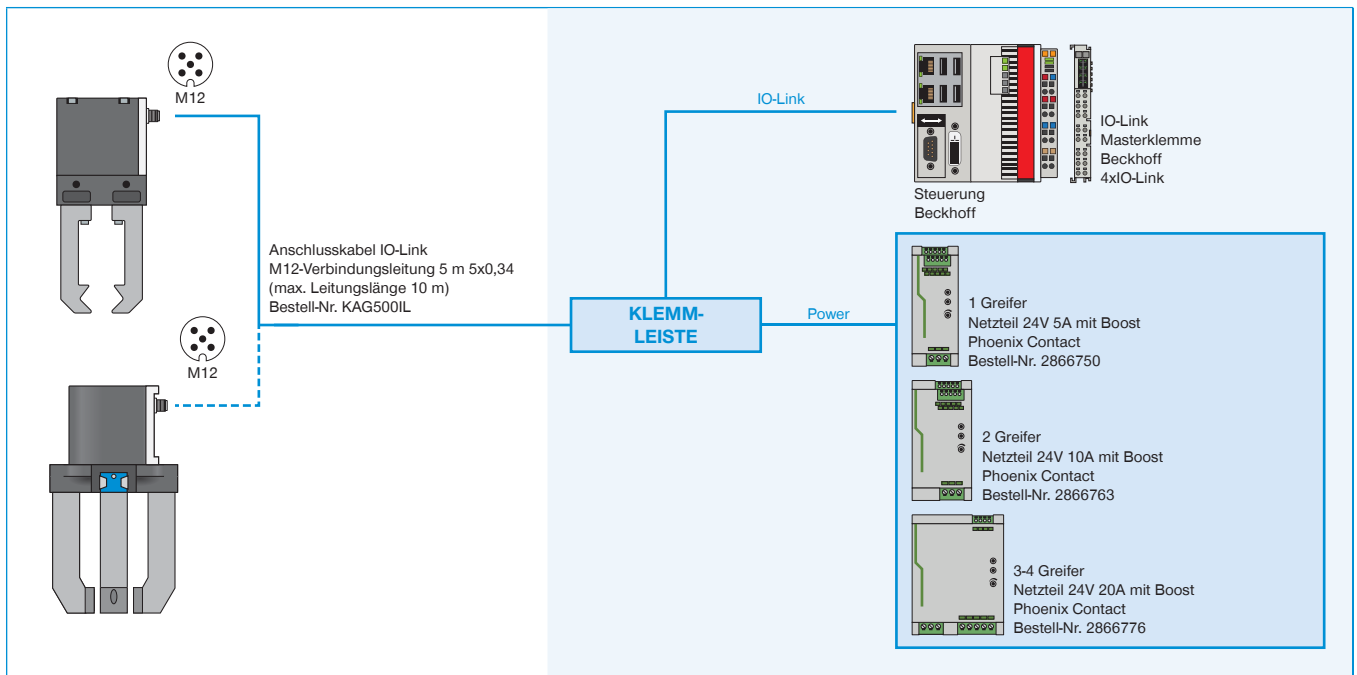 M12
Anschlusskabel IO-Link
M12-Verbindungsleitung 5 m 5x0,34
(max. Leitungslänge 10 m)
Bestell-Nr. KAG500IL
M12
KLEMM-
LEISTE
IO-Link
Power
Steuerung
Beckhoff
IO-Link
Masterklemme
Beckhoff
4xIO-Link
1 Greifer
Netzteil 24V 5A mit Boost
Phoenix Contact
Bestell-Nr. 2866750
2 Greifer
Netzteil 24V 10A mit Boost
Phoenix Contact
Bestell-Nr. 2866763
3-4 Greifer
Netzteil 24V 20A mit Boost
Phoenix Contact
Bestell-Nr. 2866776